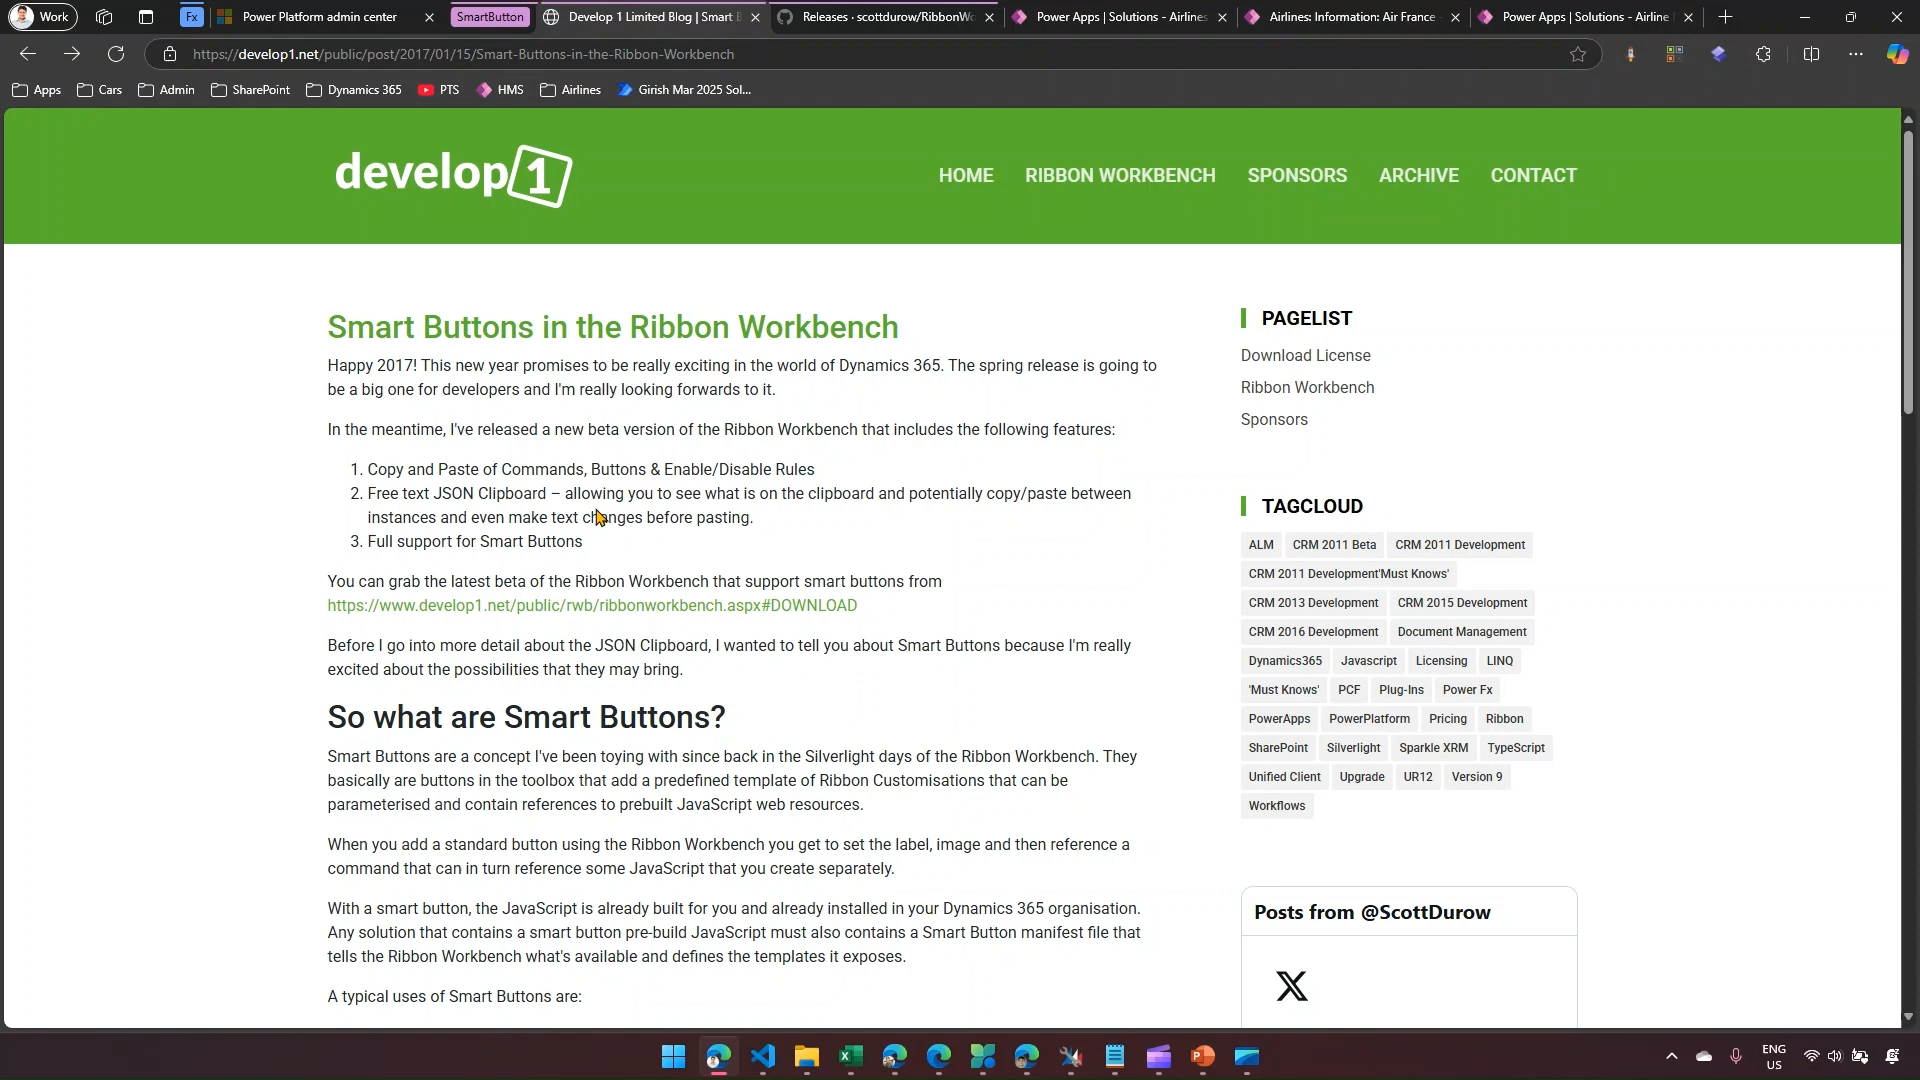 Work
Fx
Power Platform admin center
SmartButton
Develop 1 Limited Blog | Smart B
Releases · scottdurow/RibbonWo
Power Apps | Solutions - Airlines
Airlines: Information: Air France -
Power Apps | Solutions - Airline
https://develop1.net/public/post/2017/01/15/Smart-Buttons-in-the-Ribbon-Workbench
Apps
Cars
Admin
SharePoint
Dynamics 365
PTS
HMS
Airlines
Girish Mar 2025 Sol...
develop1
HOME
RIBBON WORKBENCH
SPONSORS
ARCHIVE
CONTACT
Smart Buttons in the Ribbon Workbench
Happy 2017! This new year promises to be really exciting in the world of Dynamics 365. The spring release is going to
be a big one for developers and I'm really looking forwards to it.
In the meantime, I've released a new beta version of the Ribbon Workbench that includes the following features:
1. Copy and Paste of Commands, Buttons & Enable/Disable Rules
2. Free text JSON Clipboard – allowing you to see what is on the clipboard and potentially copy/paste between
instances and even make text changes before pasting.
3. Full support for Smart Buttons
You can grab the latest beta of the Ribbon Workbench that support smart buttons from
https://www.develop1.net/public/rwb/ribbonworkbench.aspx#DOWNLOAD
Before I go into more detail about the JSON Clipboard, I wanted to tell you about Smart Buttons because I'm really
excited about the possibilities that they may bring.
So what are Smart Buttons?
Smart Buttons are a concept I've been toying with since back in the Silverlight days of the Ribbon Workbench. They
basically are buttons in the toolbox that add a predefined template of Ribbon Customisations that can be
parameterised and contain references to prebuilt JavaScript web resources.
When you add a standard button using the Ribbon Workbench you get to set the label, image and then reference a
command that can in turn reference some JavaScript that you create separately.
With a smart button, the JavaScript is already built for you and already installed in your Dynamics 365 organisation.
Any solution that contains a smart button pre-build JavaScript must also contains a Smart Button manifest file that
tells the Ribbon Workbench what's available and defines the templates it exposes.
A typical uses of Smart Buttons are:
PAGELIST
Download License
Ribbon Workbench
Sponsors
TAGCLOUD
ALM CRM 2011 Beta CRM 2011 Development
CRM 2011 Development'Must Knows'
CRM 2013 Development CRM 2015 Development
CRM 2016 Development Document Management
Dynamics365 Javascript Licensing LINQ
'Must Knows' PCF Plug-Ins Power Fx
PowerApps PowerPlatform Pricing Ribbon
SharePoint Silverlight Sparkle XRM TypeScript
Unified Client Upgrade UR12 Version 9
Workflows
Posts from @ScottDurow
X
ENG
US